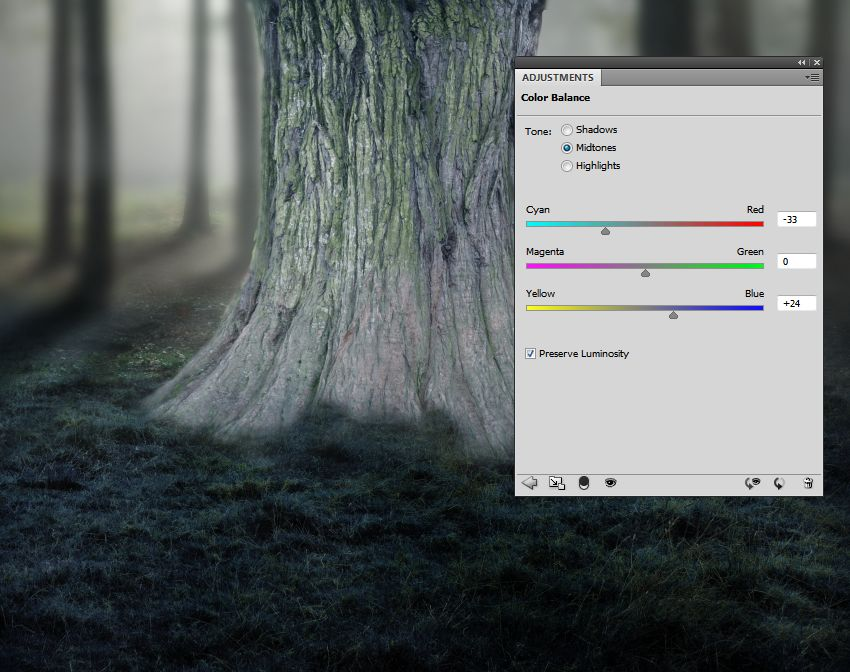 ADJUSTMENTS
Color Balance
Tone: Shadows
Midtones
Highlights
Cyan Red -33
Magenta Green 0
Yellow Blue +24
Preserve Luminosity